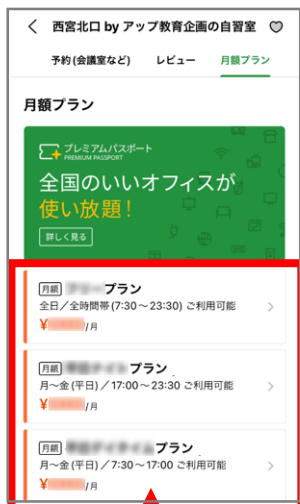 西宮北口 by アップ教育企画の自習室
予約(会議室など) レビュー 月額プラン
月額プラン
プレミアムパスポート
PREMIUM PASSPORT
全国のいいオフィスが
使い放題!
詳しく見る
月額 プラン
全日/全時間帯(7:30~23:30) ご利用可能
¥ /月
月額 プラン
月~金(平日)/17:00~23:30 ご利用可能
¥ /月
月額 プラン
月~金(平日)/7:30~17:00 ご利用可能
¥ /月